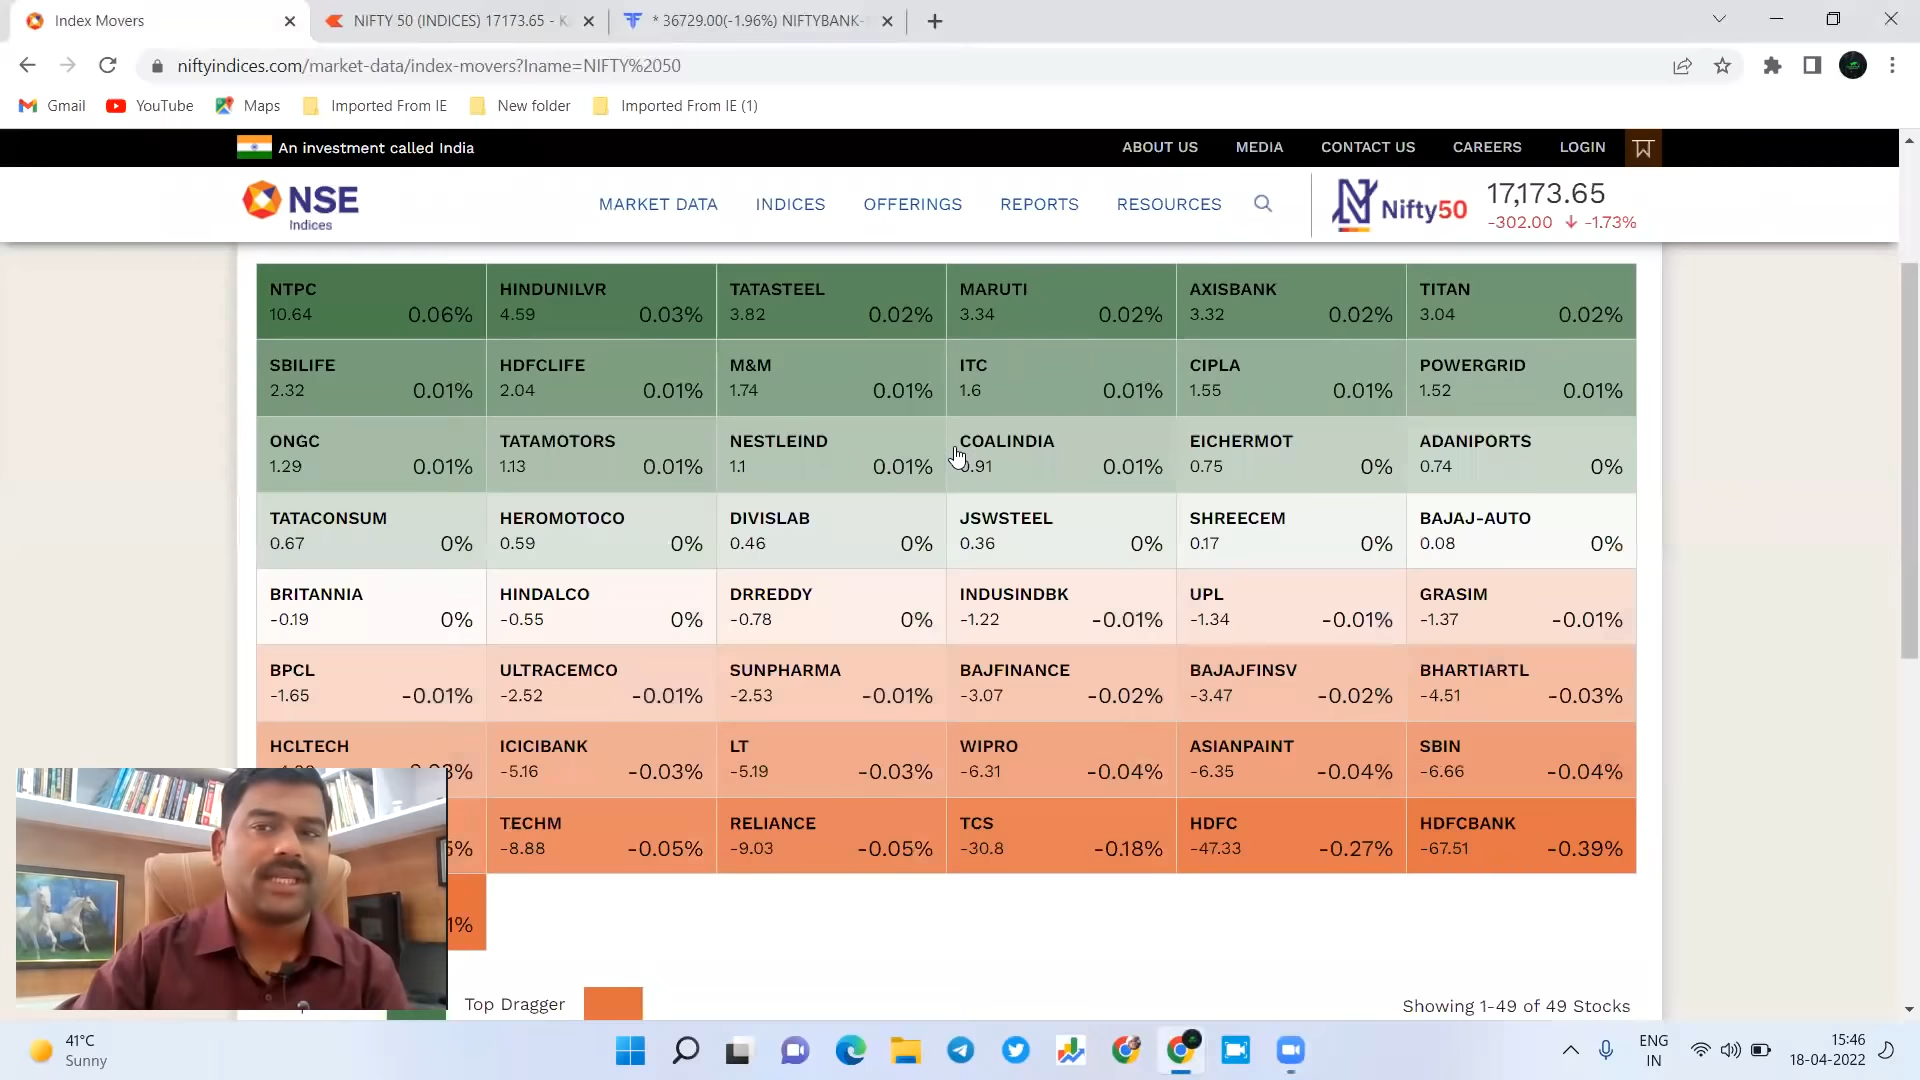 Index Movers
NIFTY 50 (INDICES) 17173.65 - K
* 36729.00(-1.96%) NIFTYBANK-
niftyindices.com/market-data/index-movers?Iname=NIFTY%2050
Gmail YouTube Maps Imported From IE New folder Imported From IE (1)
An investment called India
ABOUT US MEDIA CONTACT US CAREERS LOGIN
NSE
Indices
MARKET DATA INDICES OFFERINGS REPORTS RESOURCES
Nifty50
17,173.65
-302.00 ↓ -1.73%
NTPC HINDUNILVR TATASTEEL MARUTI AXISBANK TITAN
10.64 0.06% 4.59 0.03% 3.82 0.02% 3.34 0.02% 3.32 0.02% 3.04 0.02%
SBILIFE HDFCLIFE M&M ITC CIPLA POWERGRID
2.32 0.01% 2.04 0.01% 1.74 0.01% 1.6 0.01% 1.55 0.01% 1.52 0.01%
ONGC TATAMOTORS NESTLEIND COALINDIA EICHERMOT ADANIPORTS
1.29 0.01% 1.13 0.01% 1.1 0.01% 0.91 0.01% 0.75 0% 0.74 0%
TATACONSUM HEROMOTOCO DIVISLAB JSWSTEEL SHREECEM BAJAJ-AUTO
0.67 0% 0.59 0% 0.46 0% 0.36 0% 0.17 0% 0.08 0%
BRITANNIA HINDALCO DRREDDY INDUSINDBK UPL GRASIM
-0.19 0% -0.55 0% -0.78 0% -1.22 -0.01% -1.34 -0.01% -1.37 -0.01%
BPCL ULTRACEMCO SUNPHARMA BAJFINANCE BAJAJFINSV BHARTIARTL
-1.65 -0.01% -2.52 -0.01% -2.53 -0.01% -3.07 -0.02% -3.47 -0.02% -4.51 -0.03%
HCLTECH ICICIBANK LT WIPRO ASIANPAINT SBIN
-5.16 -0.03% -5.19 -0.03% -6.31 -0.04% -6.35 -0.04% -6.66 -0.04%
TECHM RELIANCE TCS HDFC HDFCBANK
5% -8.88 -0.05% -9.03 -0.05% -30.8 -0.18% -47.33 -0.27% -67.51 -0.39%
1%
Top Dragger
Showing 1-49 of 49 Stocks
41°C
Sunny
ENG
IN
15:46
18-04-2022